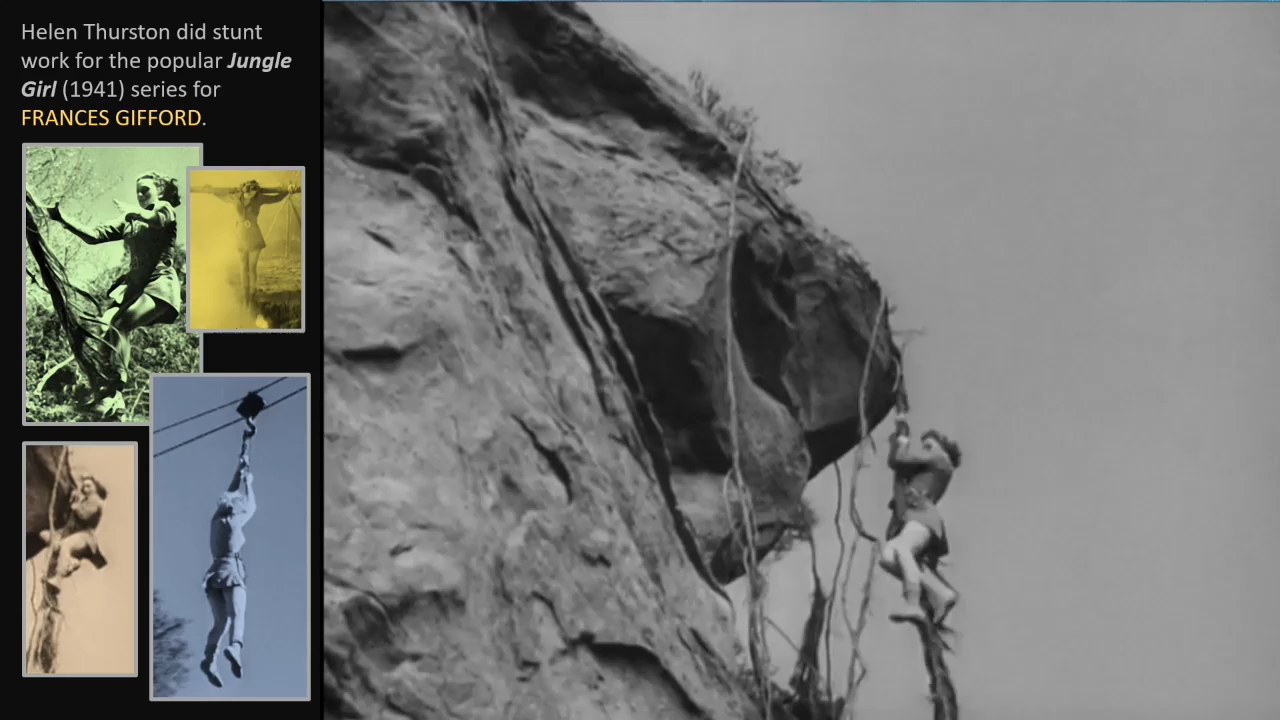 Helen Thurston did stunt
work for the popular Jungle
Girl (1941) series for
FRANCES GIFFORD.